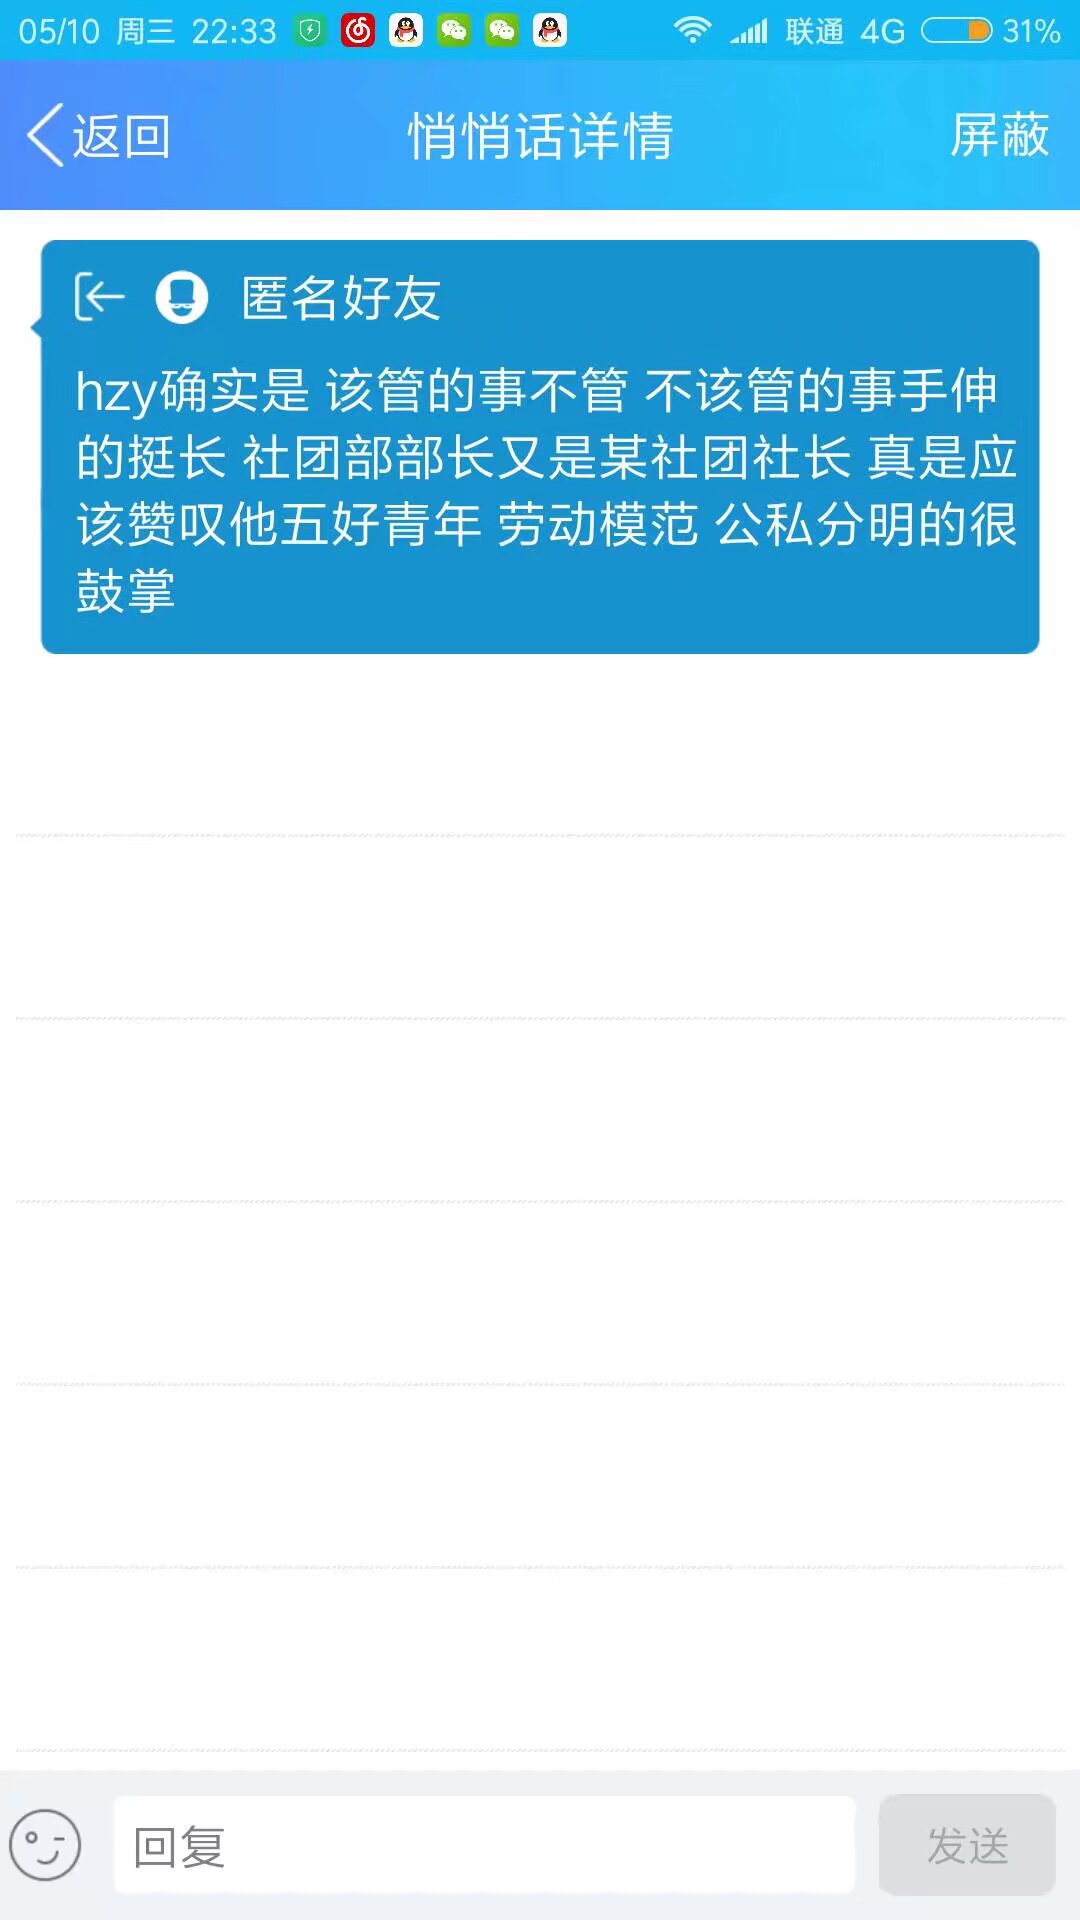 05/10 周三 22:33 联通 4G 31%
返回 悄悄话详情 屏蔽
匿名好友
hzy确实是 该管的事不管 不该管的事手伸
的挺长 社团部部长又是某社团社长 真是应
该赞叹他五好青年 劳动模范 公私分明的很
鼓掌
回复 发送